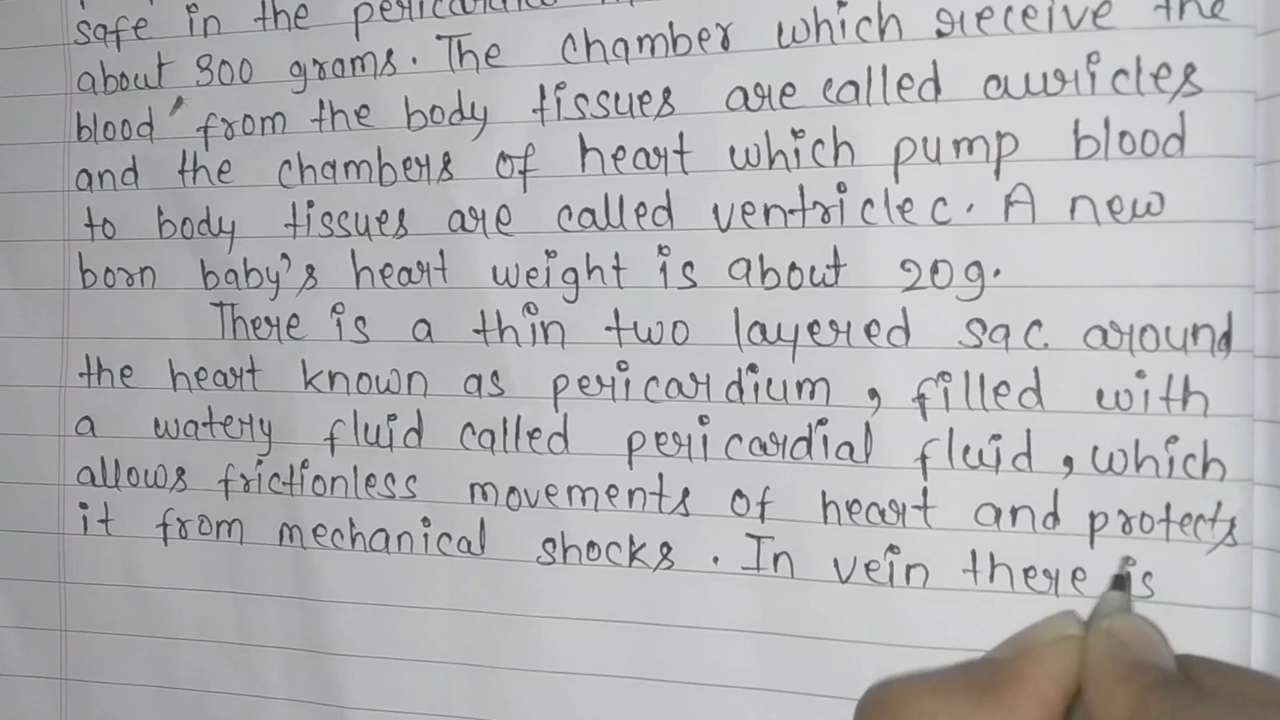 safe in the
about 300 grams. The chamber which receive the
blood from the body tissues are called auricles
and the chambers of heart which pump blood
to body tissues are called ventriclec. A new
born baby's heart weight is about 20g.
There is a thin two layered sac around
the heart known as pericardium, filled with
a watery fluid called pericardial fluid, which
allows frictionless movements of heart and protects
it from mechanical shocks. In vein there is